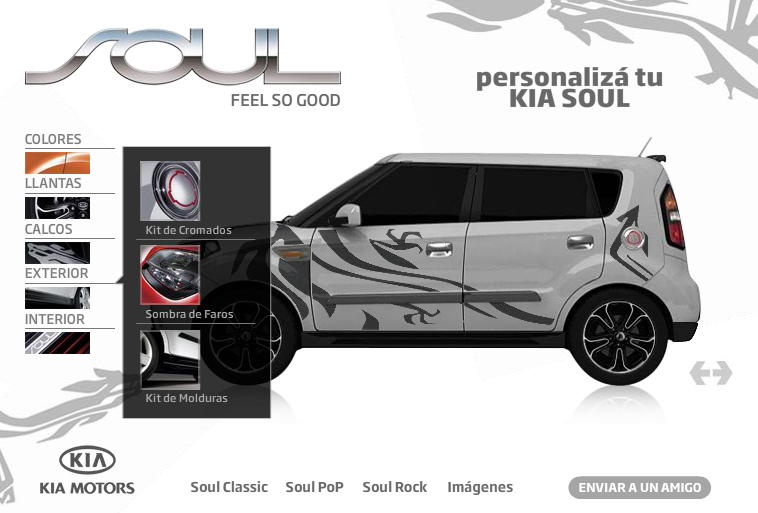 SOUL
FEEL SO GOOD
personalizá tu
KIA SOUL
COLORES
LLANTAS
CALCOS
EXTERIOR
INTERIOR
Kit de Cromados
Sombra de Faros
Kit de Molduras
KIA
KIA MOTORS
Soul Classic
Soul PoP
Soul Rock
Imágenes
ENVIAR A UN AMIGO